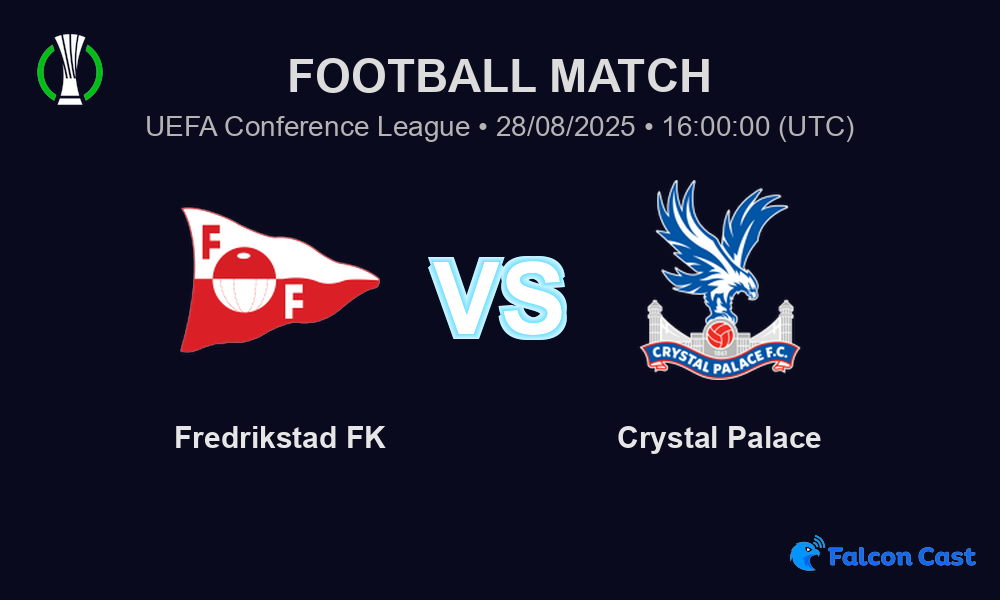 FOOTBALL MATCH
UEFA Conference League • 28/08/2025 • 16:00:00 (UTC)
F
F
VS
CRYSTAL PALACE F.C.
1861
Fredrikstad FK
Crystal Palace
Falcon Cast